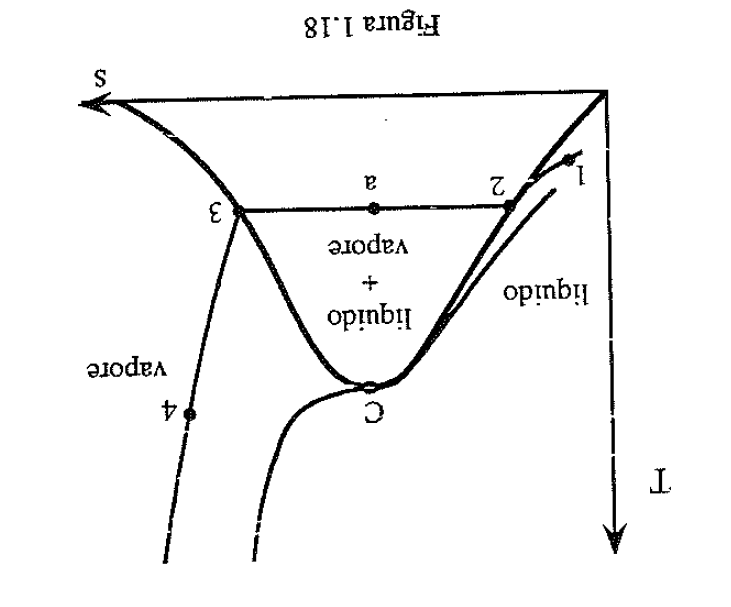 T
C
4
liquido
vapore
+
vapore
liquido
3
2
a
1
s
Figura 1.18